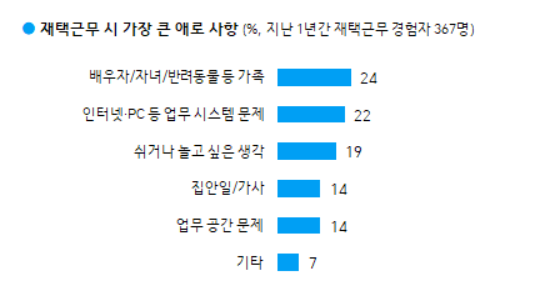 ● 재택근무 시 가장 큰 애로 사항 (%, 지난 1년간 재택근무 경험자 367명)
배우자/자녀/반려동물 등 가족 24
인터넷·PC 등 업무 시스템 문제 22
쉬거나 놀고 싶은 생각 19
집안일/가사 14
업무 공간 문제 14
기타 7